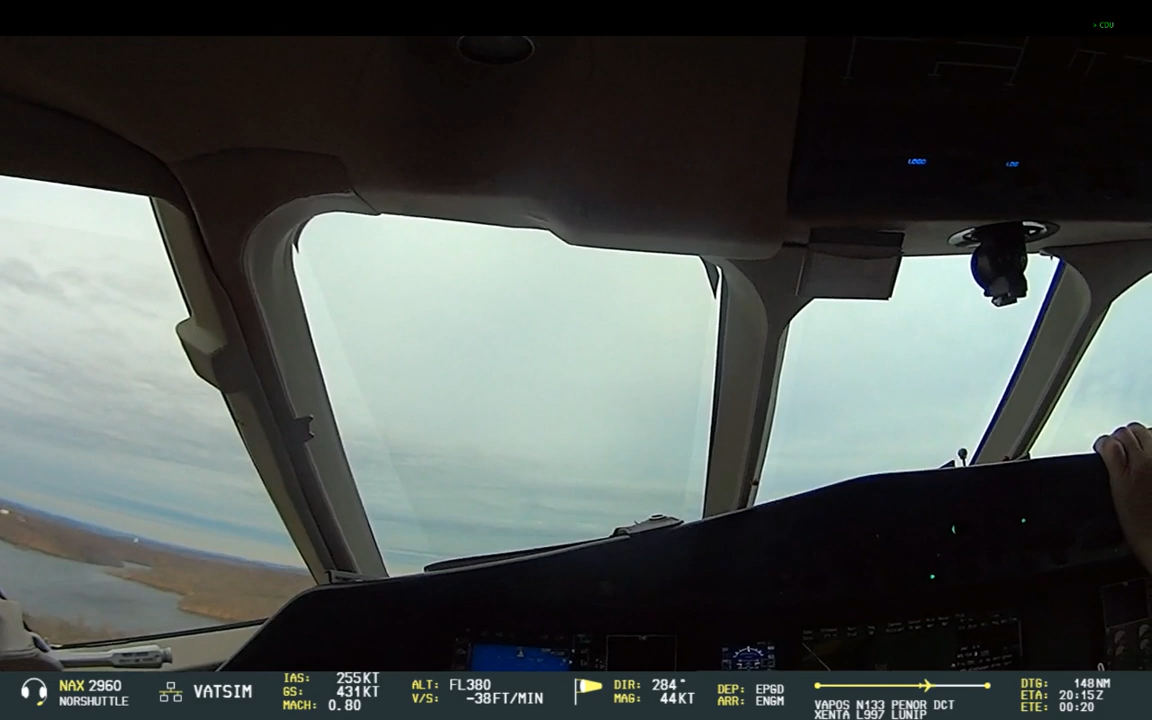 > CDU
LOGO
NAX 2960
NORSHUTTLE
VATSIM
IAS: 255KT
GS: 431KT
MACH: 0.80
ALT: FL380
V/S: -38FT/MIN
DIR: 284°
MAG: 44KT
DEP: EPGD
ARR: ENGM
VAPOS N133 PENOR DCT
XENTA L997 LUNIP
DTG: 148NM
ETA: 20:15Z
ETE: 00:20